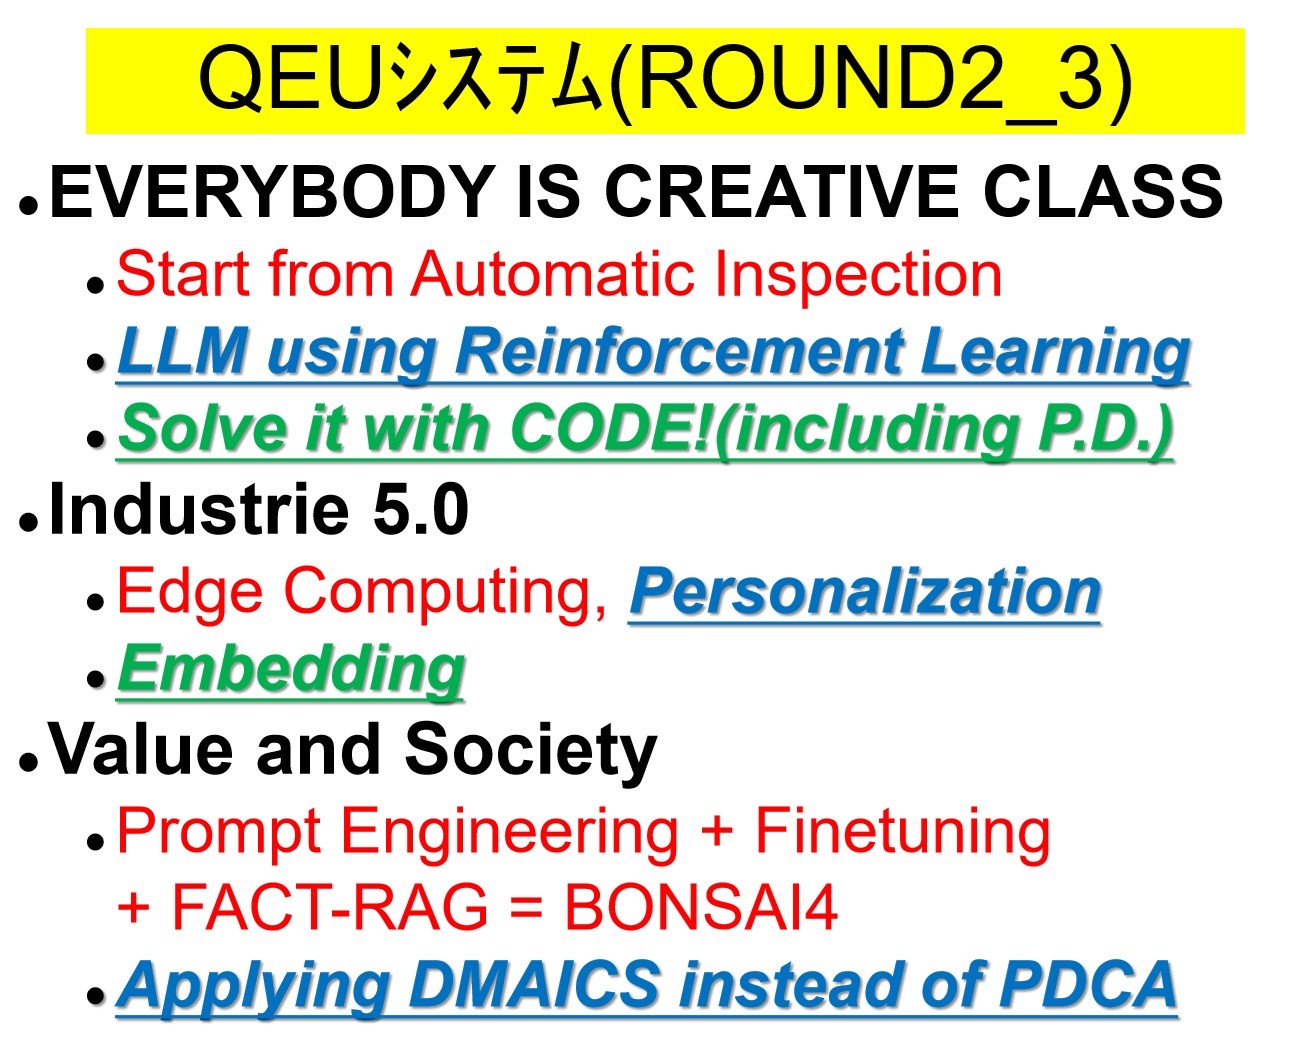 QEUシステム(ROUND2_3)
EVERYBODY IS CREATIVE CLASS
Start from Automatic Inspection
LLM using Reinforcement Learning
Solve it with CODE!(including P.D.)
Industrie 5.0
Edge Computing, Personalization
Embedding
Value and Society
Prompt Engineering + Finetuning
+ FACT-RAG = BONSAI4
Applying DMAICS instead of PDCA